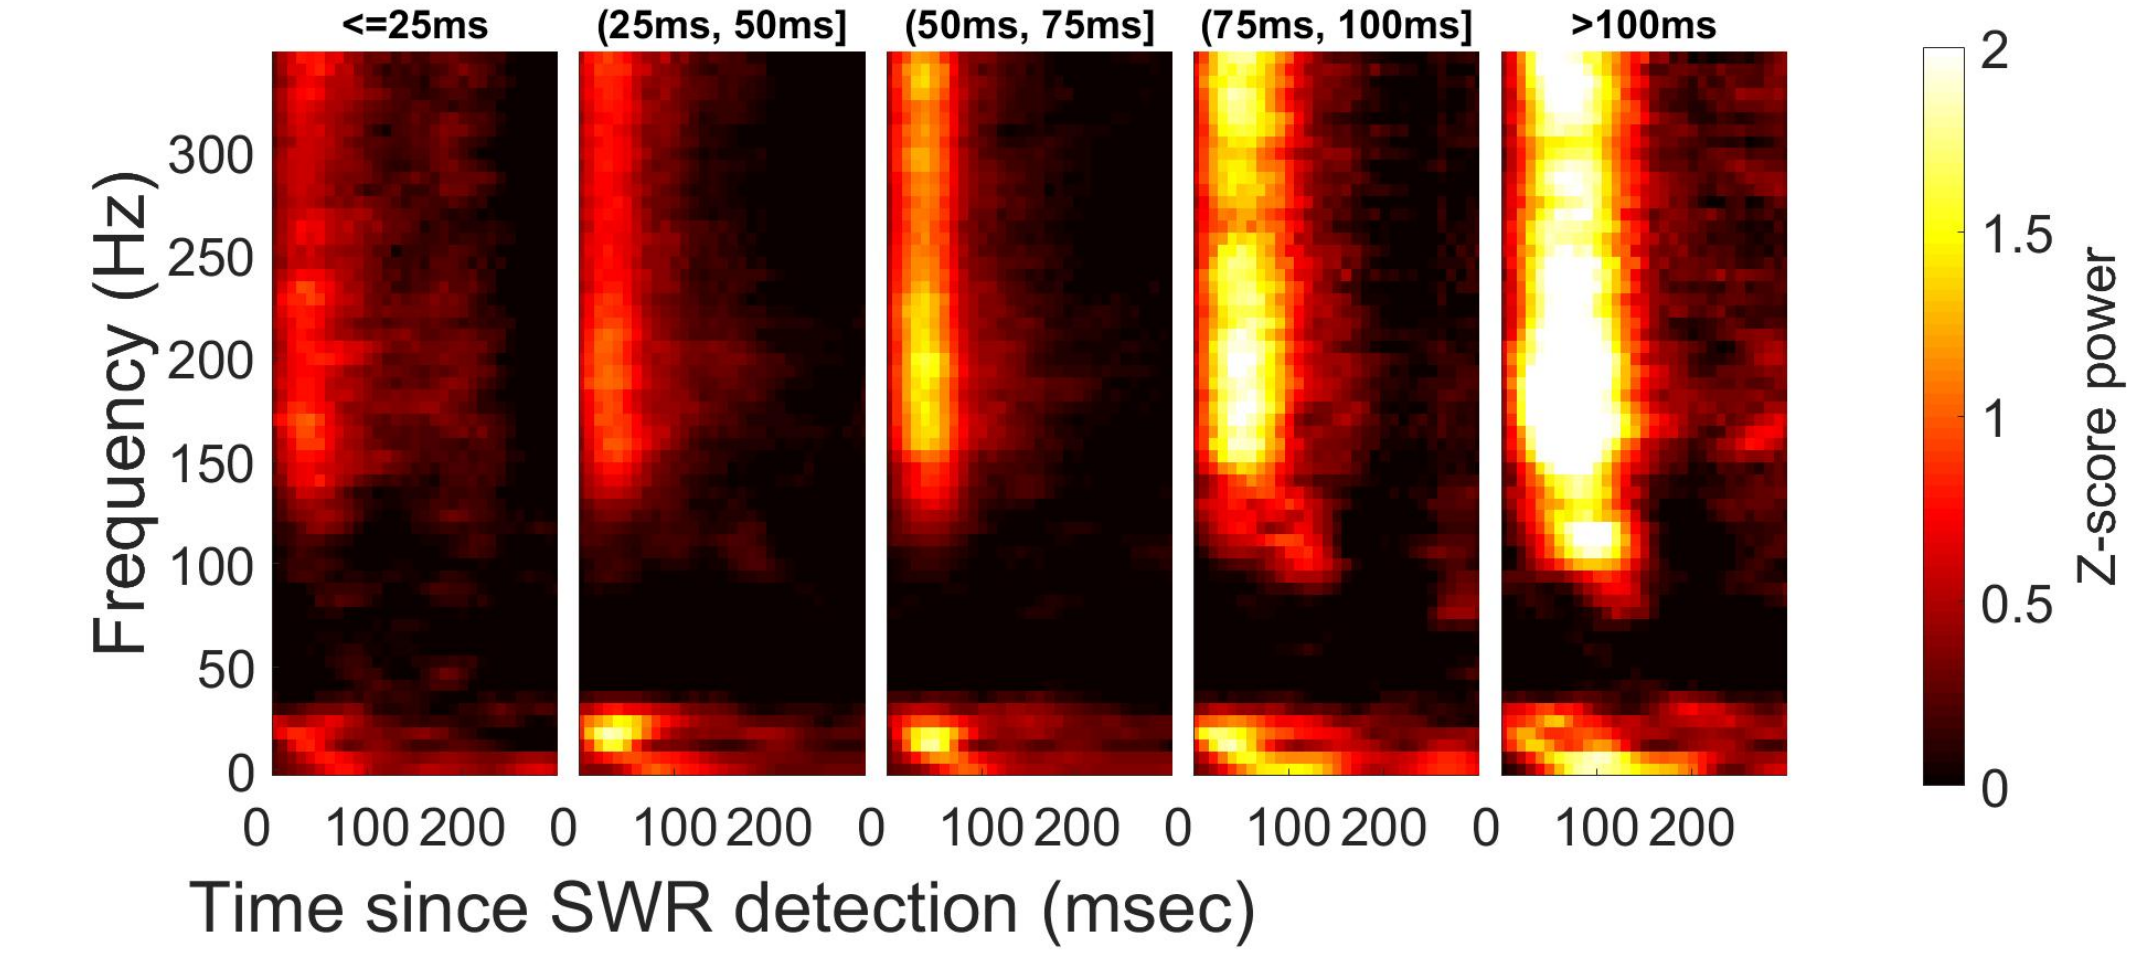 <=25ms
(25ms, 50ms]
(50ms, 75ms]
(75ms, 100ms]
>100ms
Frequency (Hz)
300
250
200
150
100
50
0
0 100 200
0 100 200
0 100 200
0 100 200
0 100 200
Time since SWR detection (msec)
2
1.5
1
0.5
0
Z-score power